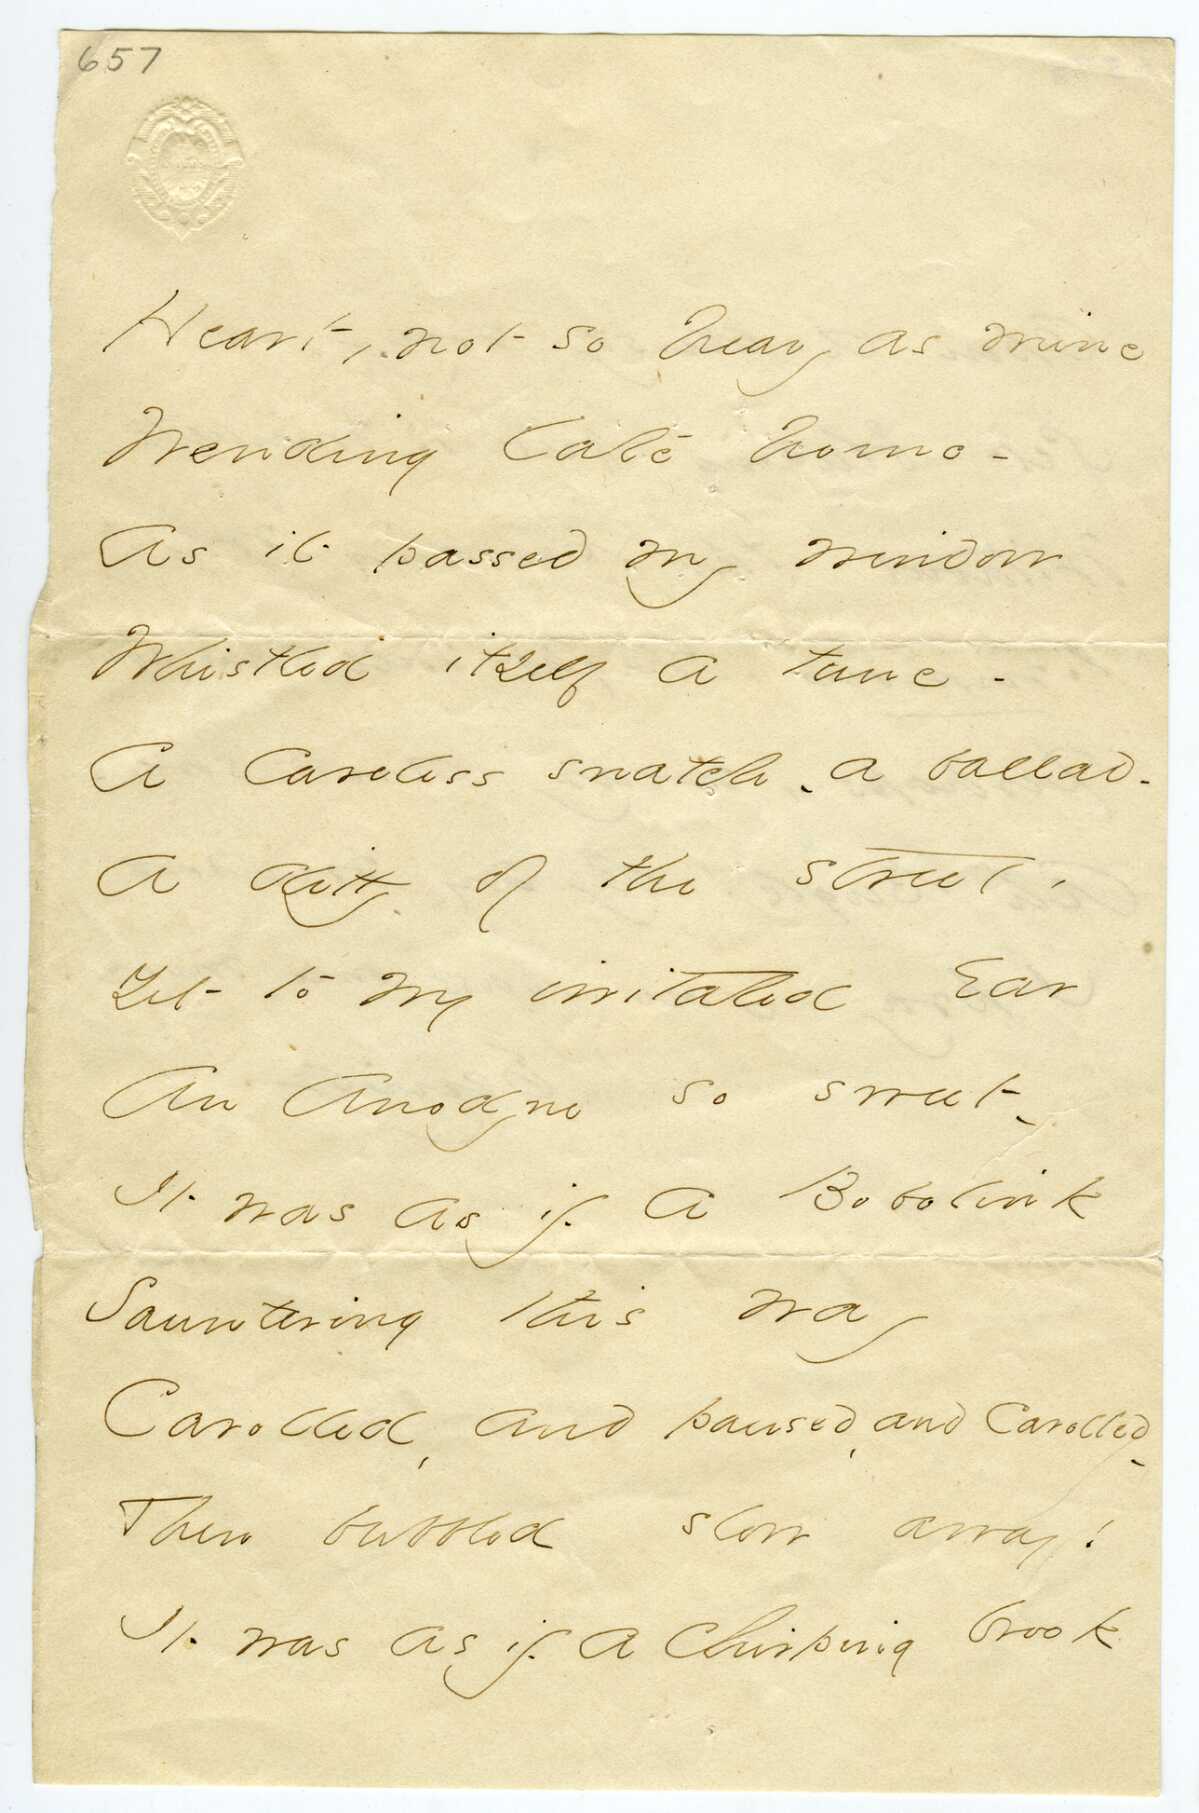 657
Heart, not so heavy as mine
Wending late home -
As it passed my window
Whistled itself a tune -
A careless snatch - a ballad -
A ditty of the street,
Yet to my irritated Ear
An Anodyne so sweet -
It was as if a Bobolink
Sauntering this way
Carolled, and paused, and Carolled -
Then bubbled slow away!
It was as if a chirping brook